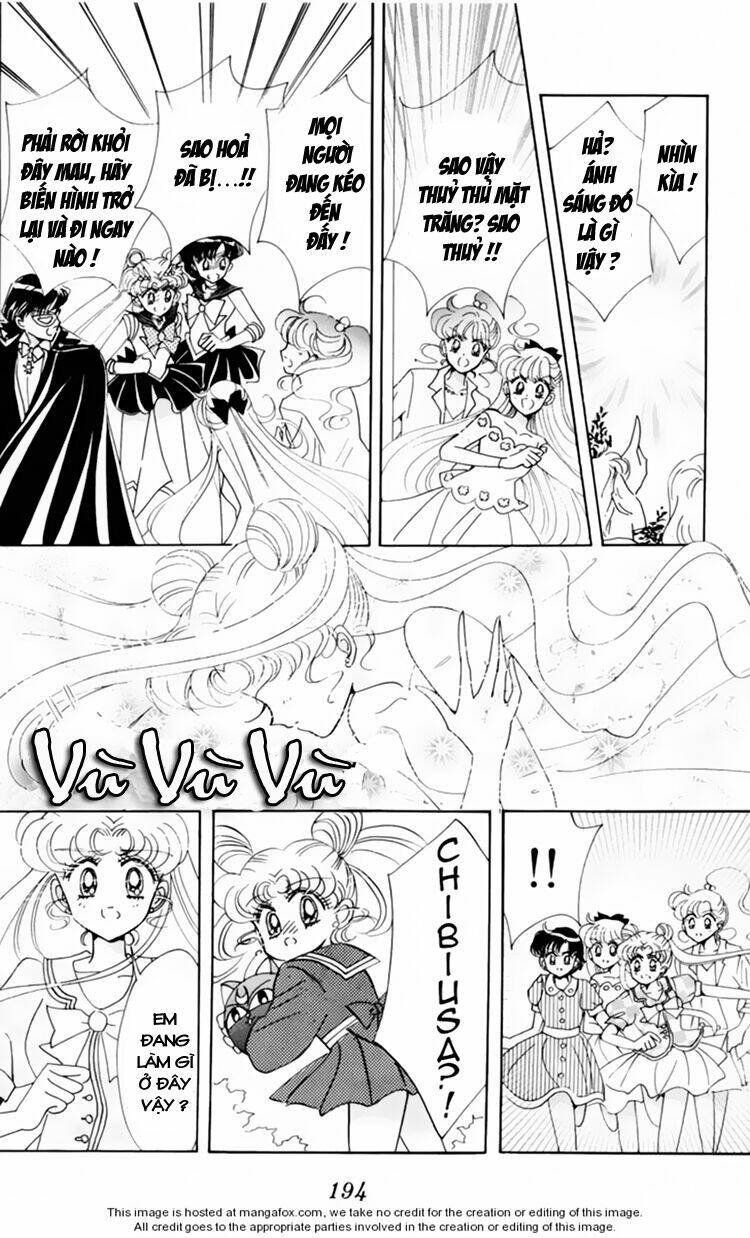 NHÌN
KÌA !
HẢ?
ÁNH
SÁNG ĐÓ
LÀ GÌ
VẬY ?
SAO VẬY
THUỶ THỦ MẶT
TRĂNG? SAO
THUỶ !!
MỌI
NGƯỜI
ĐANG KÉO
ĐẾN
ĐẤY !
SAO HOẢ
ĐÃ BỊ ...!!
PHẢI RỜI KHỎI
ĐÂY MAU, HÃY
BIẾN HÌNH TRỞ
LẠI VÀ ĐI NGAY
NÀO !
Vù Vù Vù
!!
CHIBIUSA?!
EM
ĐANG
LÀM GÌ
Ở ĐÂY
VẬY ?
194
This image is hosted at mangafox.com, we take no credit for the creation or editing of this image.
All credit goes to the appropriate parties involved in the creation or editing of this image.